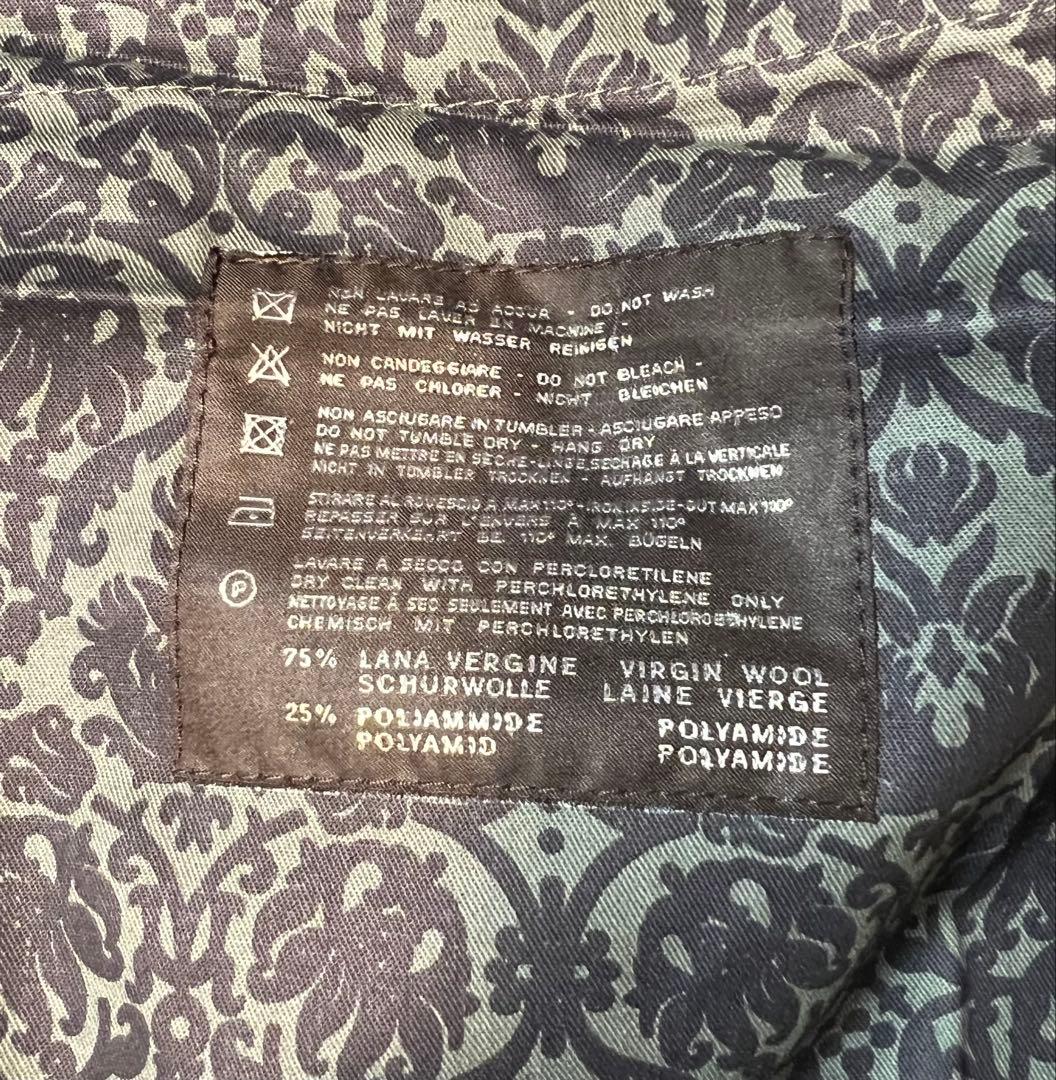 NON LAVARE AD ACQUA - DO NOT WASH
NE PAS LAVER EN MACHINE -
NICHT MIT WASSER REINIGEN
NON CANDEGGIARE - DO NOT BLEACH -
NE PAS CHLORER - NICHT BLEICHEN
NON ASCIUGARE IN TUMBLER - ASCIUGARE APPESO
DO NOT TUMBLE DRY - HANG DRY
NE PAS METTRE EN SECHE-LINGE SECHAGE À LA VERTICALE
NICHT IN TUMBLER TROCKNEN - AUFHANGT TROCKNEN
STIRARE AL ROVESCIO A MAX 110° - IRON INSIDE-OUT MAX 110°
REPASSER SUR L'ENVERS A MAX 110°
SEITENVERKEHRT BEI 110° MAX. BÜGELN
P
LAVARE A SECCO CON PERCLORETILENE
DRY CLEAN WITH PERCHLORETHYLENE ONLY
NETTOYAGE À SEC SEULEMENT AVEC PERCHLOROETHYLENE
CHEMISCH MIT PERCHLORETHYLEN
75% LANA VERGINE VIRGIN WOOL
SCHURWOLLE LAINE VIERGE
25% POLIAMMIDE POLYAMIDE
POLYAMID POLYAMIDE